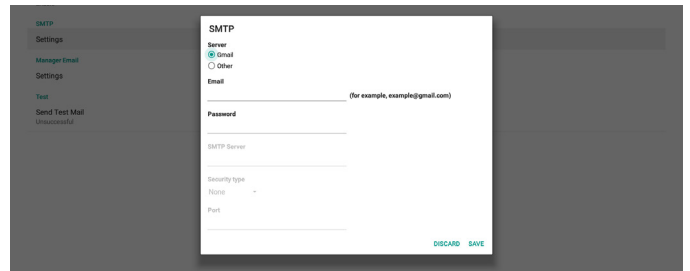 SMTP
Settings
Manager Email
Settings
Test
Send Test Mail
Unsuccessful
SMTP
Server
Gmail
Other
Email
(for example, example@gmail.com)
Password
SMTP Server
Security type
None
Port
DISCARD SAVE